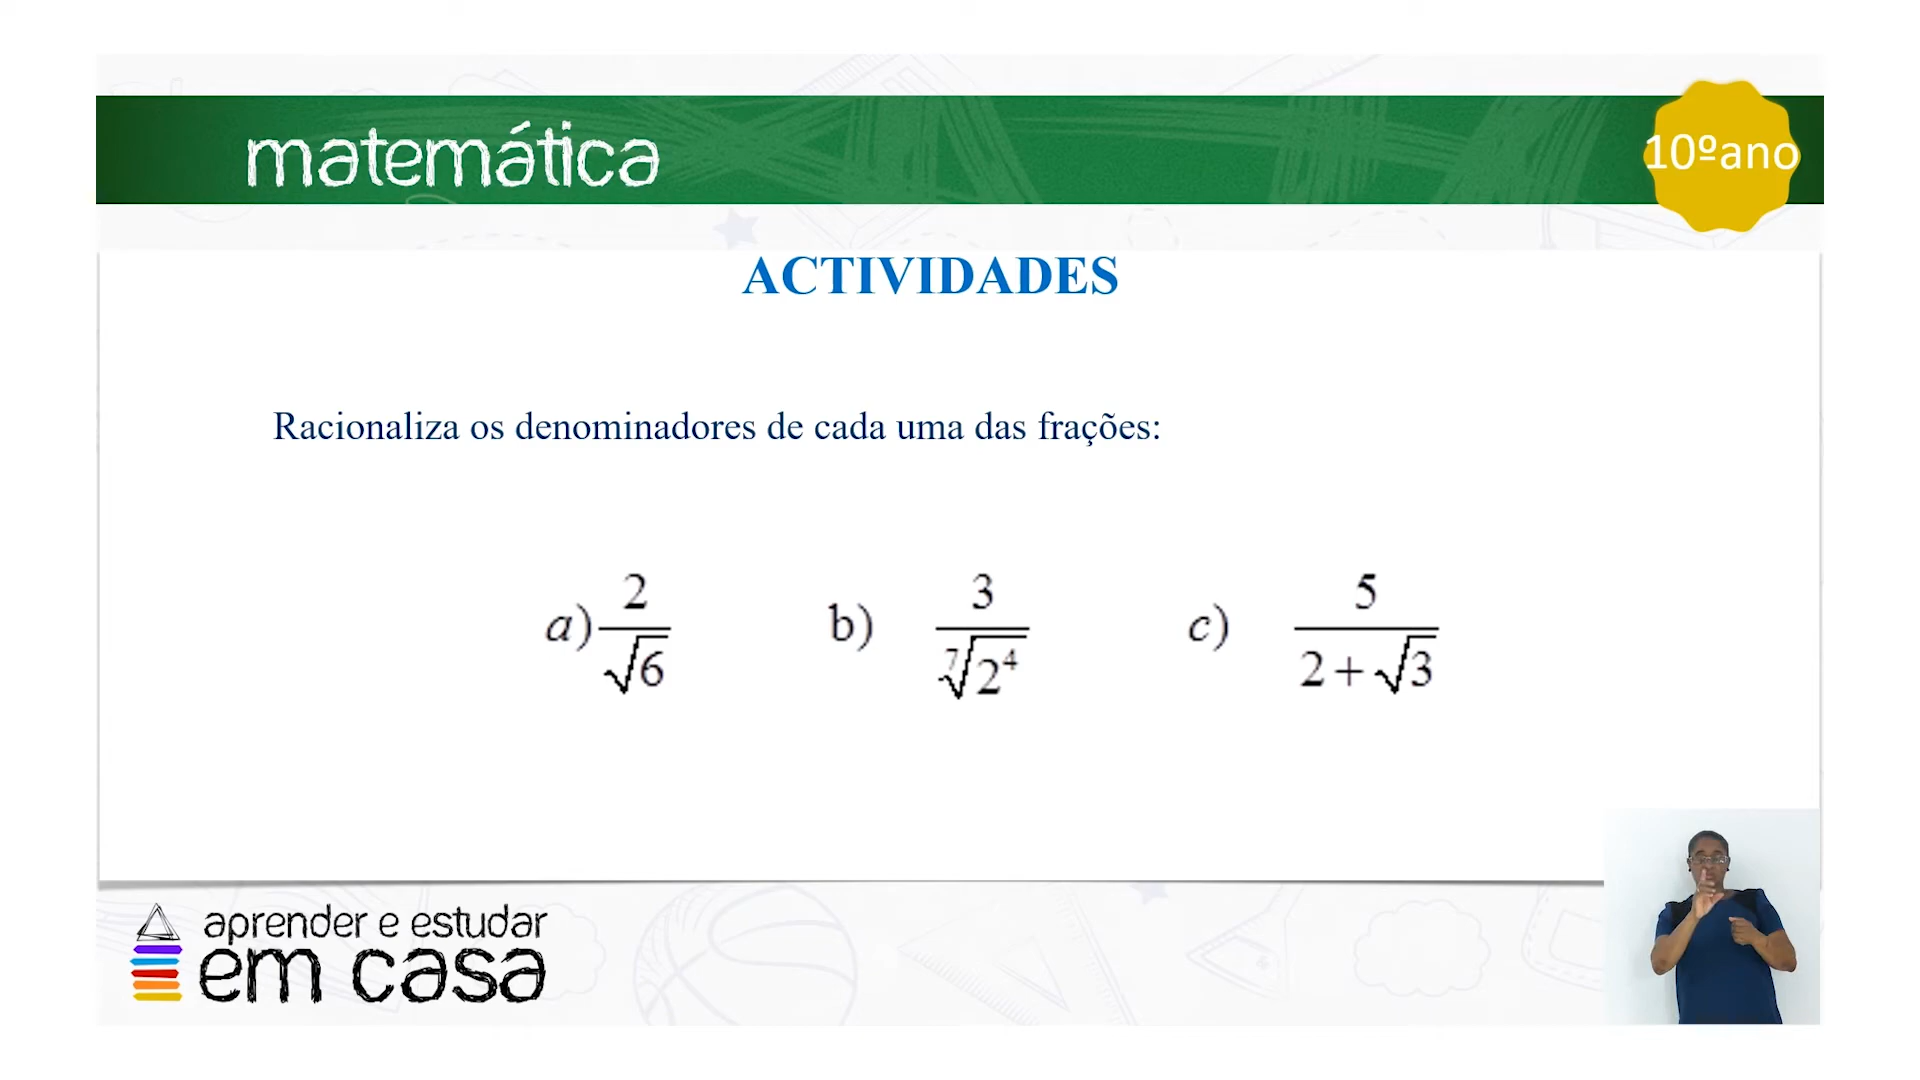 matemática
10ºano
ACTIVIDADES
Racionaliza os denominadores de cada uma das frações:
a) 2/√6 b) 3/⁷√2⁴ c) 5/(2+√3)
aprender e estudar
em casa